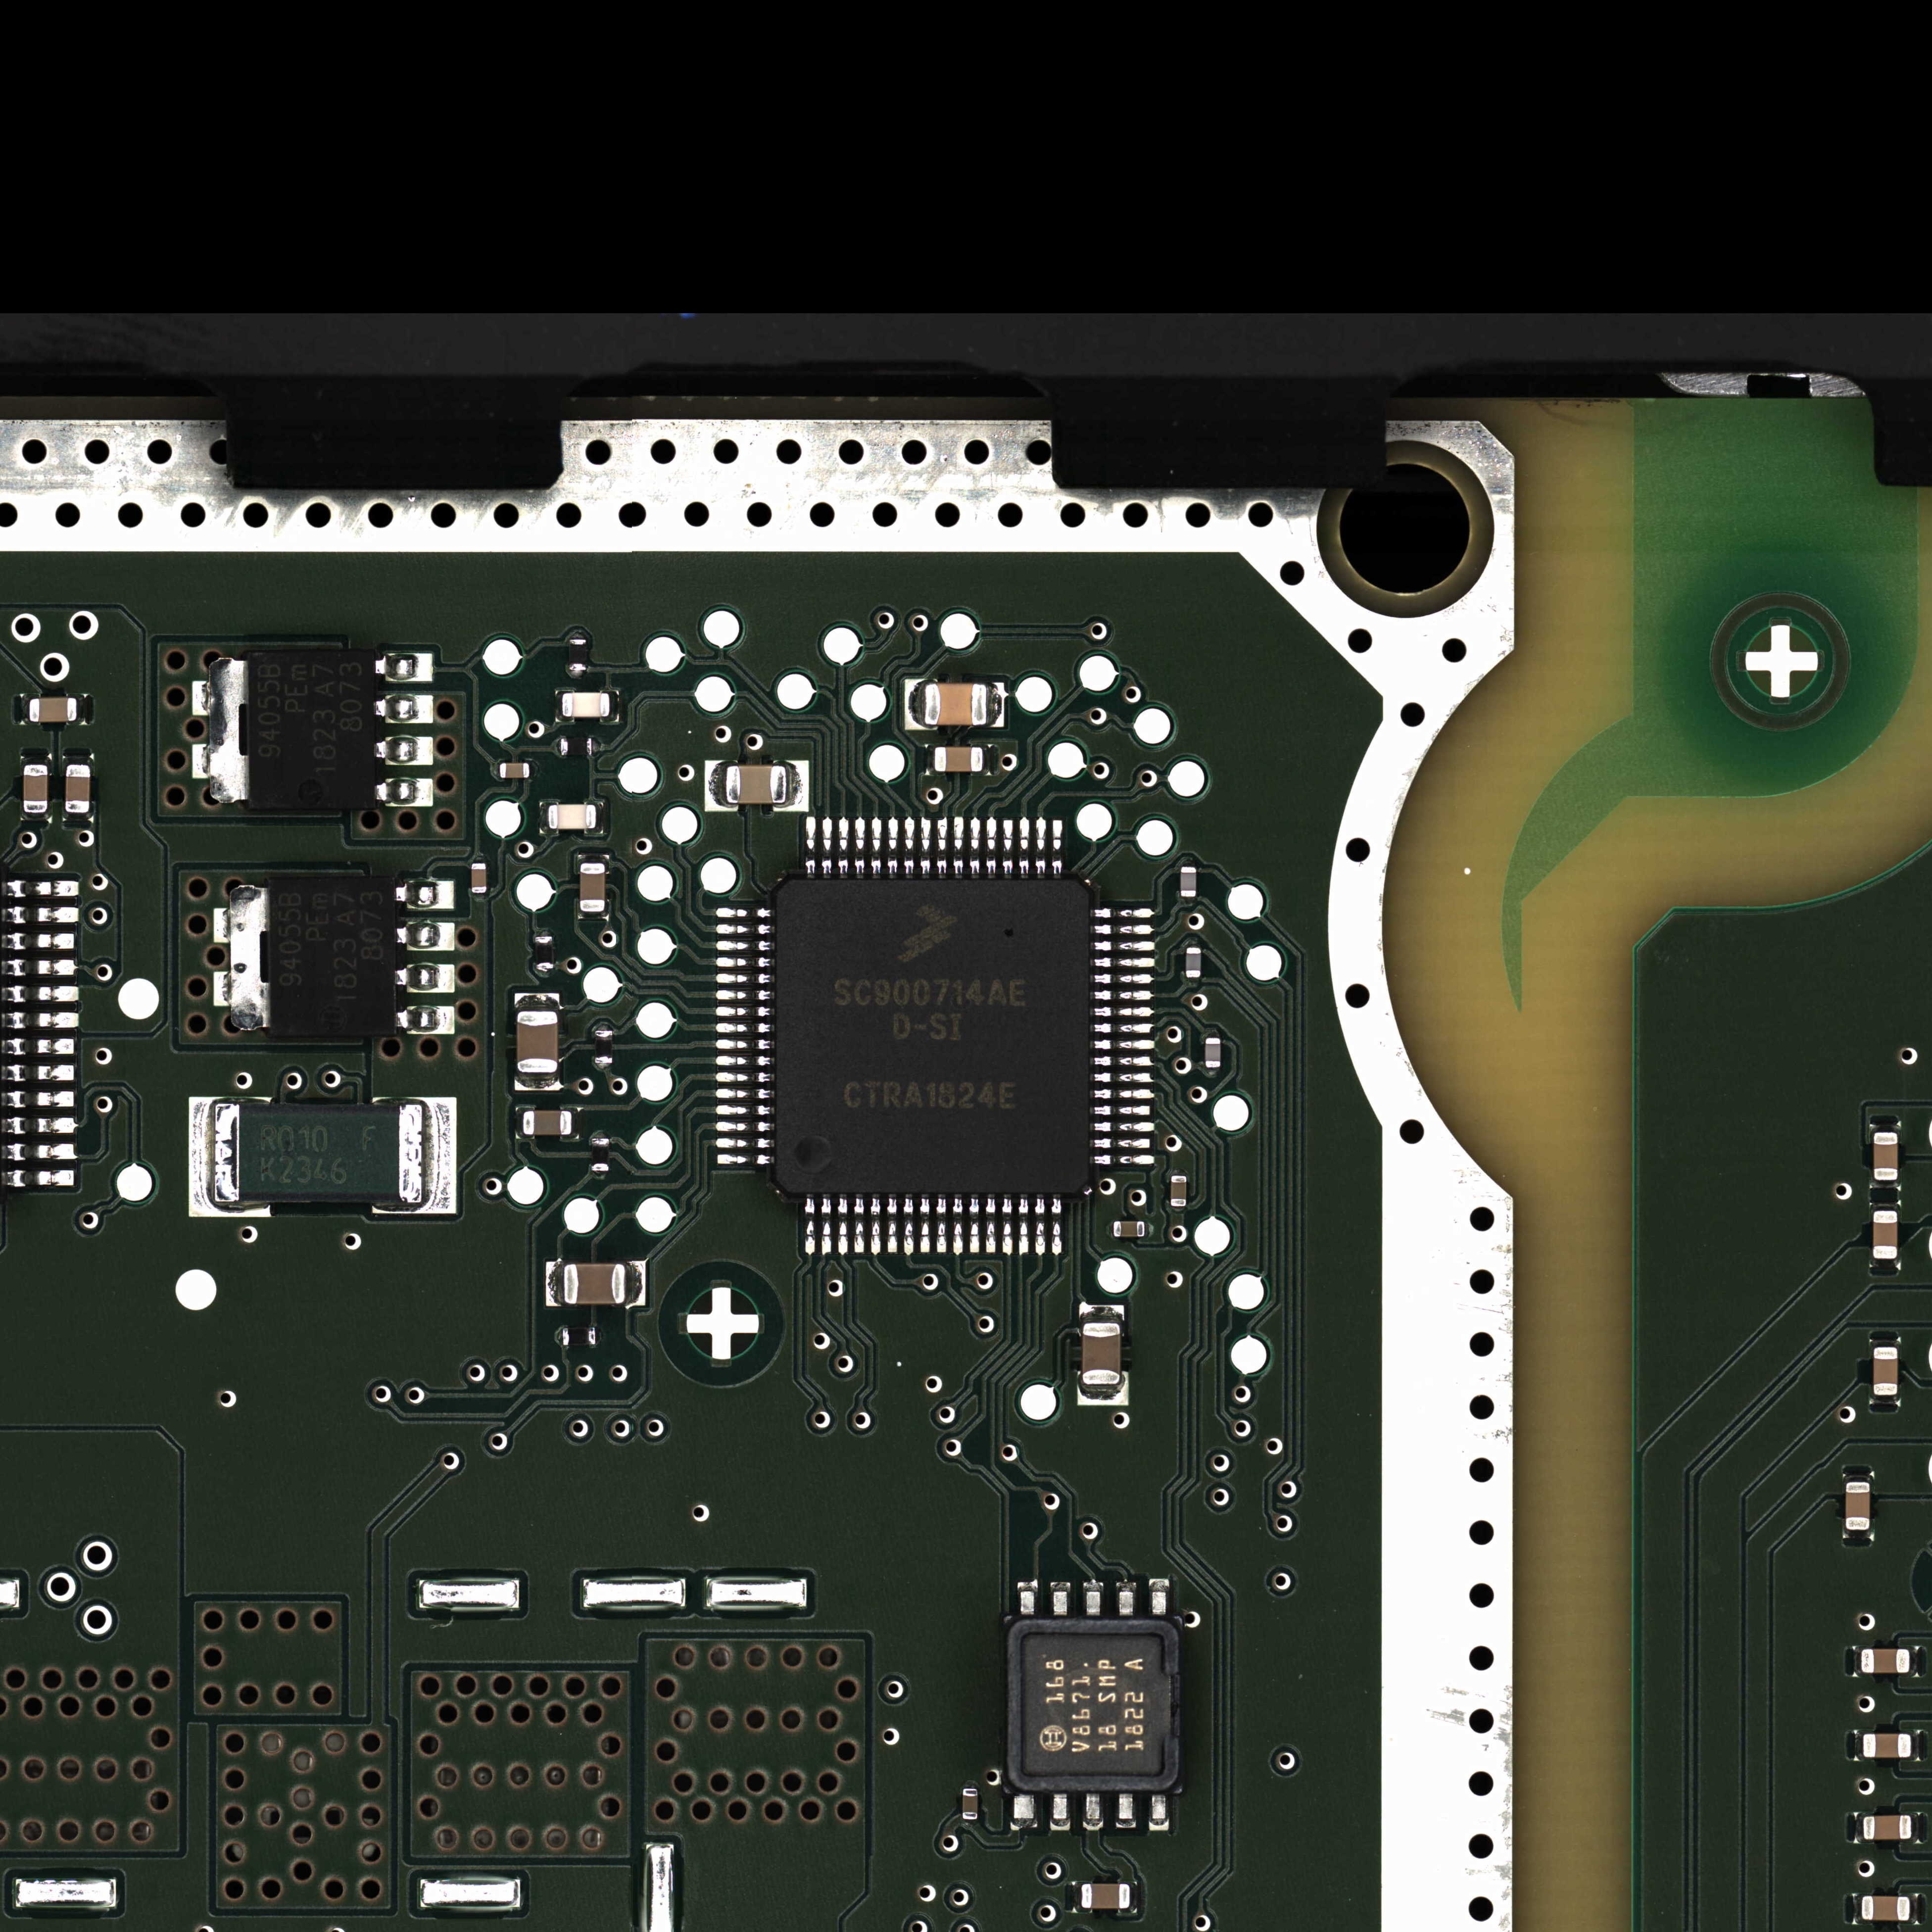 94055B
PEm
1823 A7
8073
94055B
PEm
1823 A7
8073
R010 F
K2346
SC900714AE
D-SI
CTRA1824E
168
V8671.
18 SMP
1822 A